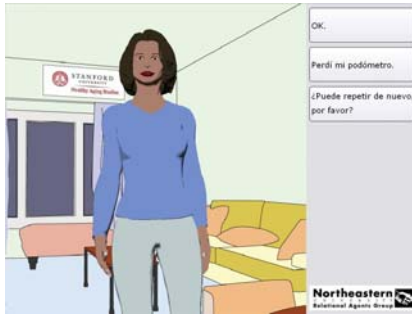 STANFORD
UNIVERSITY
Healthy Aging Studies
OK.
Perdí mi podómetro.
¿Puede repetir de nuevo,
por favor?
Northeastern
UNIVERSITY
Relational Agents Group